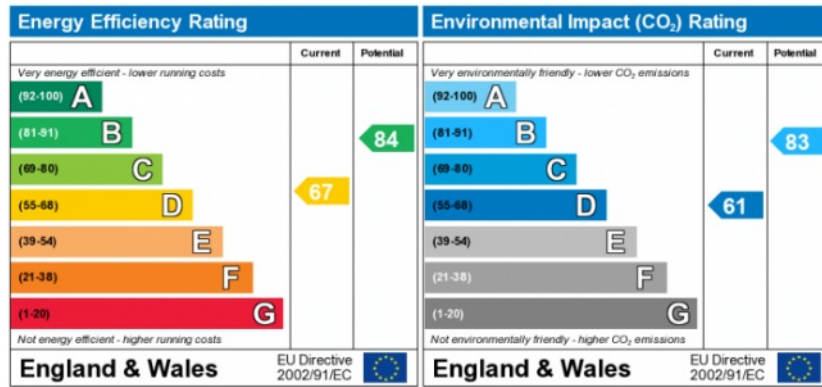 Energy Efficiency Rating
Current Potential
Very energy efficient - lower running costs
(92-100) A
(81-91) B
84
(69-80) C
67
(55-68) D
(39-54) E
(21-38) F
(1-20) G
Not energy efficient - higher running costs
England & Wales
EU Directive
2002/91/EC
Environmental Impact (CO₂) Rating
Current Potential
Very environmentally friendly - lower CO₂ emissions
(92-100) A
(81-91) B
83
(69-80) C
(55-68) D
61
(39-54) E
(21-38) F
(1-20) G
Not environmentally friendly - higher CO₂ emissions
England & Wales
EU Directive
2002/91/EC